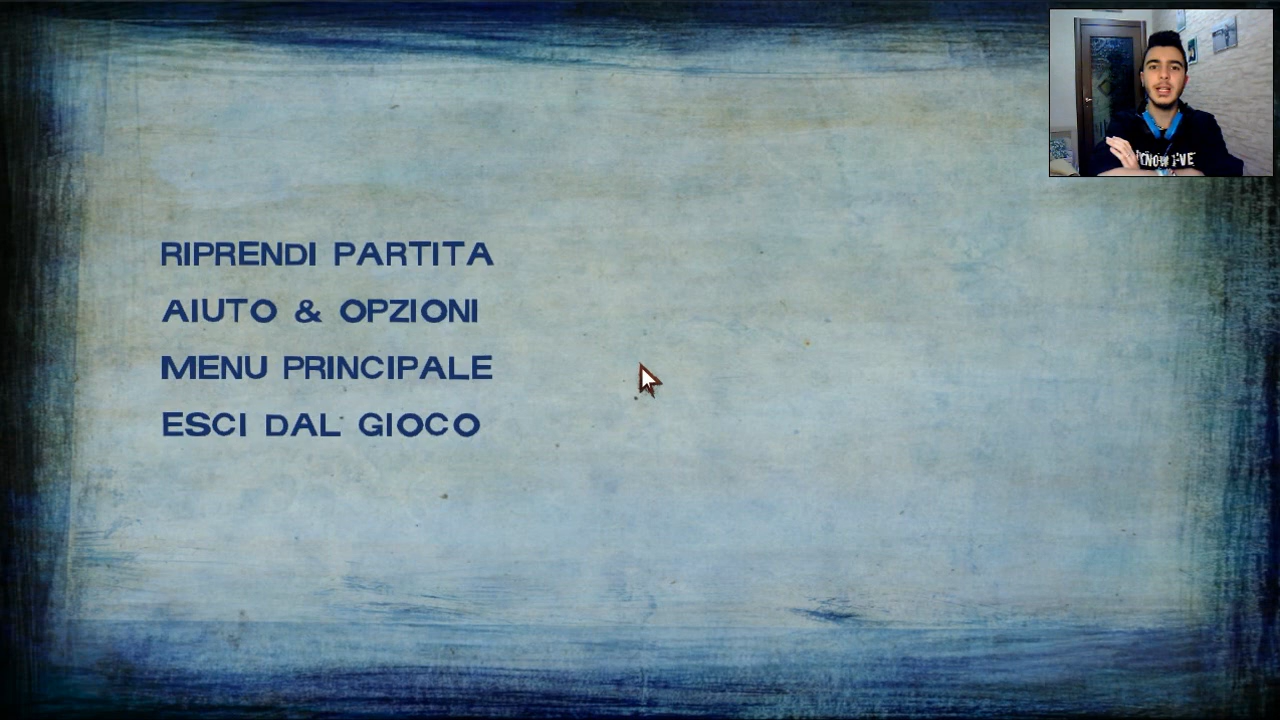 RIPRENDI PARTITA
AIUTO & OPZIONI
MENU PRINCIPALE
ESCI DAL GIOCO